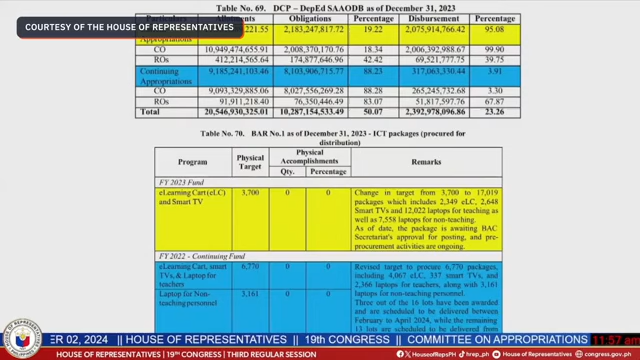 Table No. 69. DCP – DepEd SAAODB as of December 31, 2023
COURTESY OF THE HOUSE OF REPRESENTATIVES
Particulars Allotments Obligations Percentage Disbursement Percentage
221.55 2,183,247,817.72 19.22 2,075,914,766.42 95.08
Appropriations
CO 10,949,474,655.91 2,008,370,170.76 18.34 2,006,392,988.67 99.90
ROs 412,214,565.64 174,877,646.96 42.42 69,521,777.75 39.75
Continuing Appropriations 9,185,241,103.46 8,103,906,715.77 88.23 317,063,330.44 3.91
CO 9,093,329,885.06 8,027,556,269.28 88.28 265,245,732.68 3.30
ROs 91,911,218.40 76,350,446.49 83.07 51,817,597.76 67.87
Total 20,546,930,325.01 10,287,154,533.49 50.07 2,392,978,096.86 23.26
Table No. 70. BAR No.1 as of December 31, 2023 - ICT packages (procured for
distribution)
Program Physical Target Physical Accomplishments Remarks
Qty. Percentage
FY 2023 Fund
eLearning Cart (eLC) and Smart TV 3,700 0 0 Change in target from 3,700 to 17,019
packages which includes 2,349 eLC, 2,648
Smart TVs and 12,022 laptops for teaching as
well as 7,558 laptops for non-teaching.
As of date, the package is awaiting BAC
Secretariat's approval for posting, and pre-
procurement activities are ongoing.
FY 2022 - Continuing Fund
eLearning Cart, smart TVs, & Laptop for teachers 6,770 0 0 Revised target to procure 6,770 packages,
including 4,067 eLC, 337 smart TVs, and
2,366 laptops for teachers, along with 3,161
Laptop for Non-teaching personnel 3,161 0 0 laptops for non-teaching personnel.
Three out of the 16 lots have been awarded
and are scheduled to be delivered between
February to April 2024, while the remaining
13 lots are scheduled to be delivered from
ER 02, 2024 || HOUSE OF REPRESENTATIVES || 19th CONGRESS || COMMITTEE ON APPROPRIATIONS 11:57 am
HOUSE OF REPRESENTATIVES | 19TH CONGRESS | THIRD REGULAR SESSION HouseofRepsPH hrep_ph congress.gov.ph